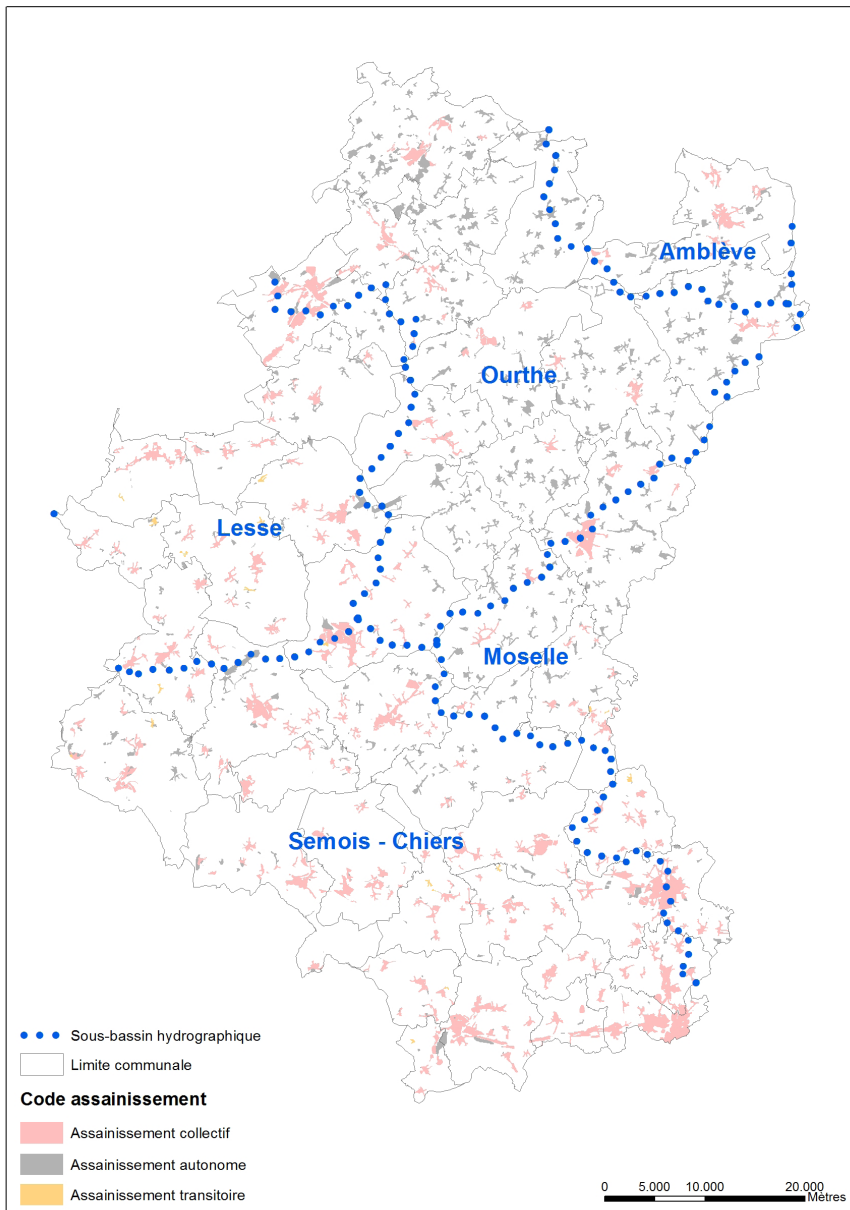 Amblève
Ourthe
Lesse
Moselle
Semois - Chiers
Sous-bassin hydrographique
Limite communale
Code assainissement
Assainissement collectif
Assainissement autonome
Assainissement transitoire
0 5.000 10.000 20.000
Mètres